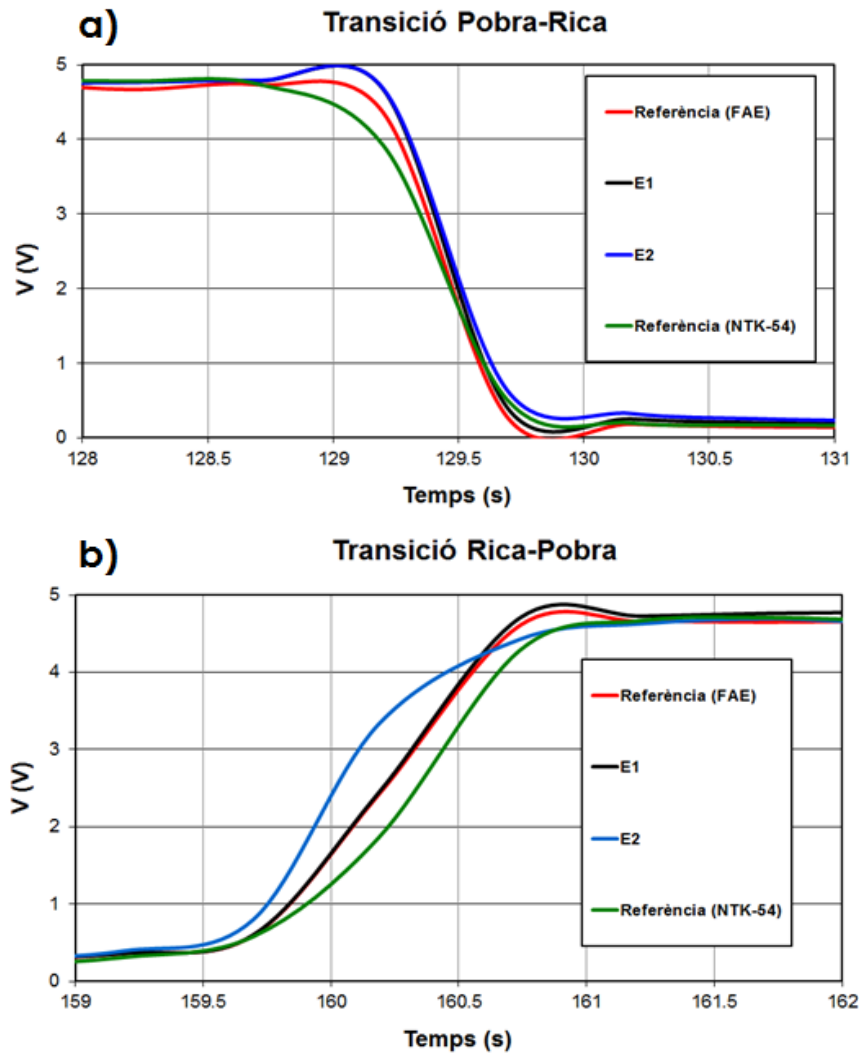 a) Transició Pobra-Rica
5
4
3
2
1
0
V (V)
128 128.5 129 129.5 130 130.5 131
Temps (s)
Referència (FAE)
E1
E2
Referència (NTK-54)
b) Transició Rica-Pobra
5
4
3
2
1
0
V (V)
159 159.5 160 160.5 161 161.5 162
Temps (s)
Referència (FAE)
E1
E2
Referència (NTK-54)